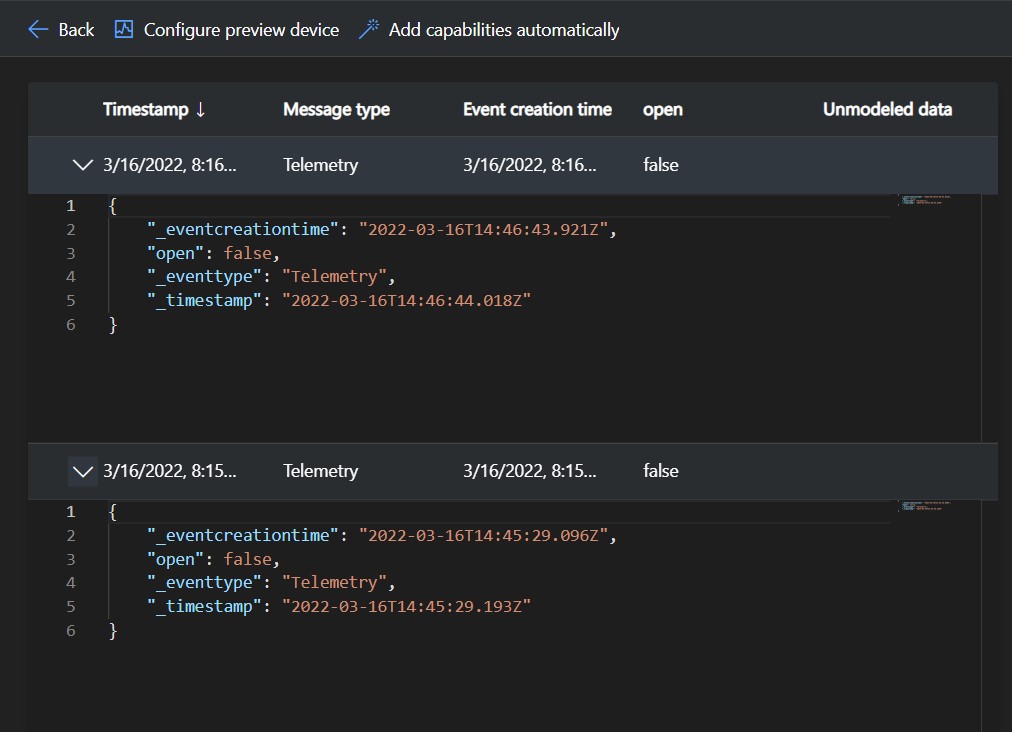 Back Configure preview device Add capabilities automatically
Timestamp ↓ Message type Event creation time open Unmodeled data
3/16/2022, 8:16... Telemetry 3/16/2022, 8:16... false
1 {
2 "_eventcreationtime": "2022-03-16T14:46:43.921Z",
3 "open": false,
4 "_eventtype": "Telemetry",
5 "_timestamp": "2022-03-16T14:46:44.018Z"
6 }
3/16/2022, 8:15... Telemetry 3/16/2022, 8:15... false
1 {
2 "_eventcreationtime": "2022-03-16T14:45:29.096Z",
3 "open": false,
4 "_eventtype": "Telemetry",
5 "_timestamp": "2022-03-16T14:45:29.193Z"
6 }